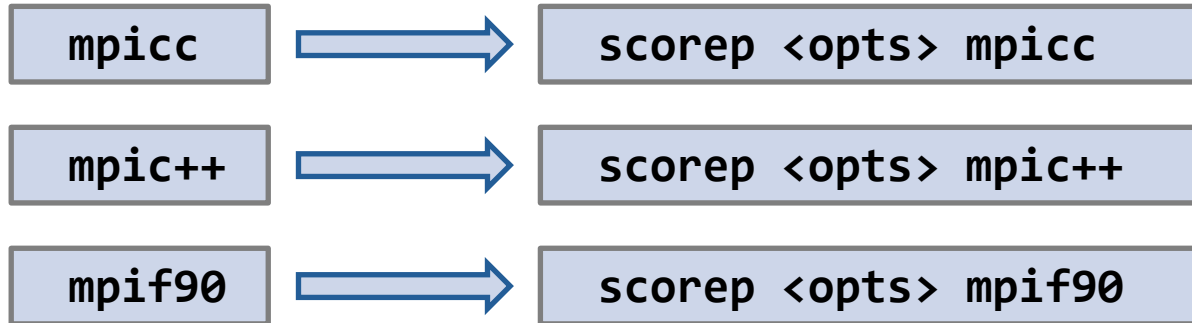 mpicc scorep <opts> mpicc
mpic++ scorep <opts> mpic++
mpif90 scorep <opts> mpif90